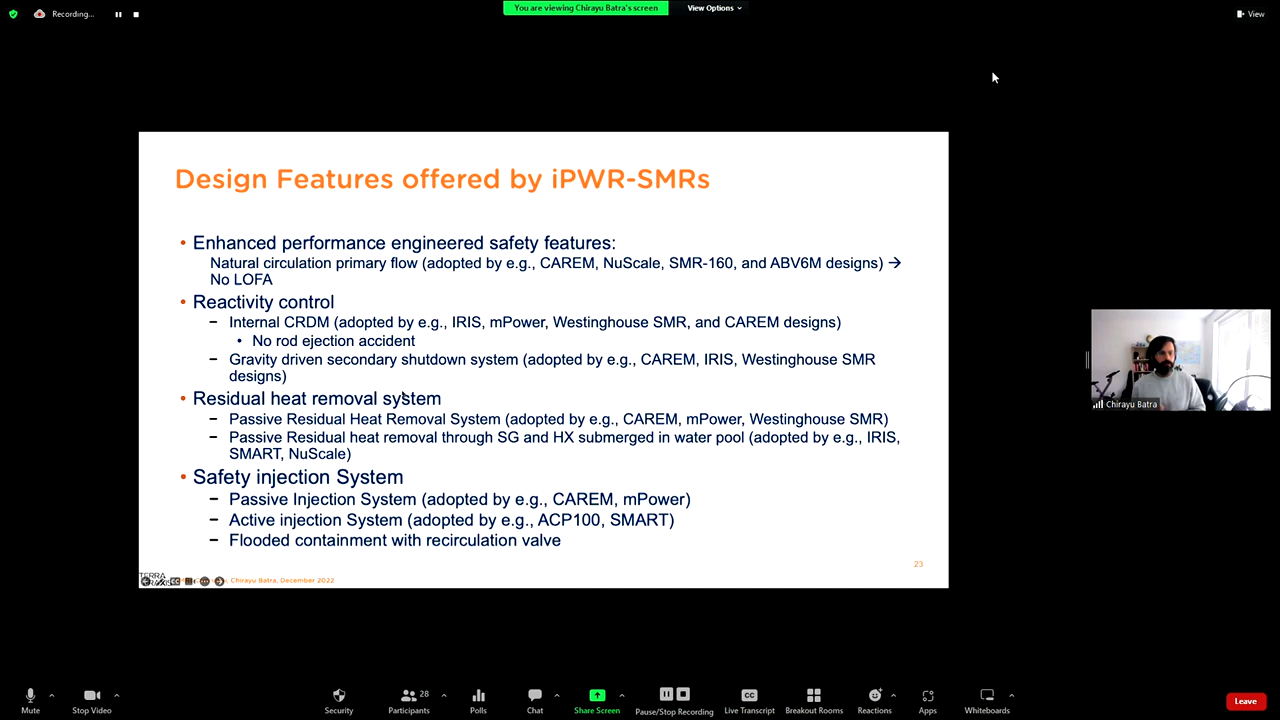 Recording...
You are viewing Chirayu Batra's screen
View Options
View
Design Features offered by iPWR-SMRs
• Enhanced performance engineered safety features:
Natural circulation primary flow (adopted by e.g., CAREM, NuScale, SMR-160, and ABV6M designs) →
No LOFA
• Reactivity control
– Internal CRDM (adopted by e.g., IRIS, mPower, Westinghouse SMR, and CAREM designs)
• No rod ejection accident
– Gravity driven secondary shutdown system (adopted by e.g., CAREM, IRIS, Westinghouse SMR
designs)
• Residual heat removal system
– Passive Residual Heat Removal System (adopted by e.g., CAREM, mPower, Westinghouse SMR)
– Passive Residual heat removal through SG and HX submerged in water pool (adopted by e.g., IRIS,
SMART, NuScale)
• Safety injection System
– Passive Injection System (adopted by e.g., CAREM, mPower)
– Active injection System (adopted by e.g., ACP100, SMART)
– Flooded containment with recirculation valve
23
TERRA
Chirayu Batra, December 2022
Chirayu Batra
Mute
Stop Video
Security
Participants 28
Polls
Chat
Share Screen
Pause/Stop Recording
CC
Live Transcript
Breakout Rooms
Reactions
Apps
Whiteboards
Leave